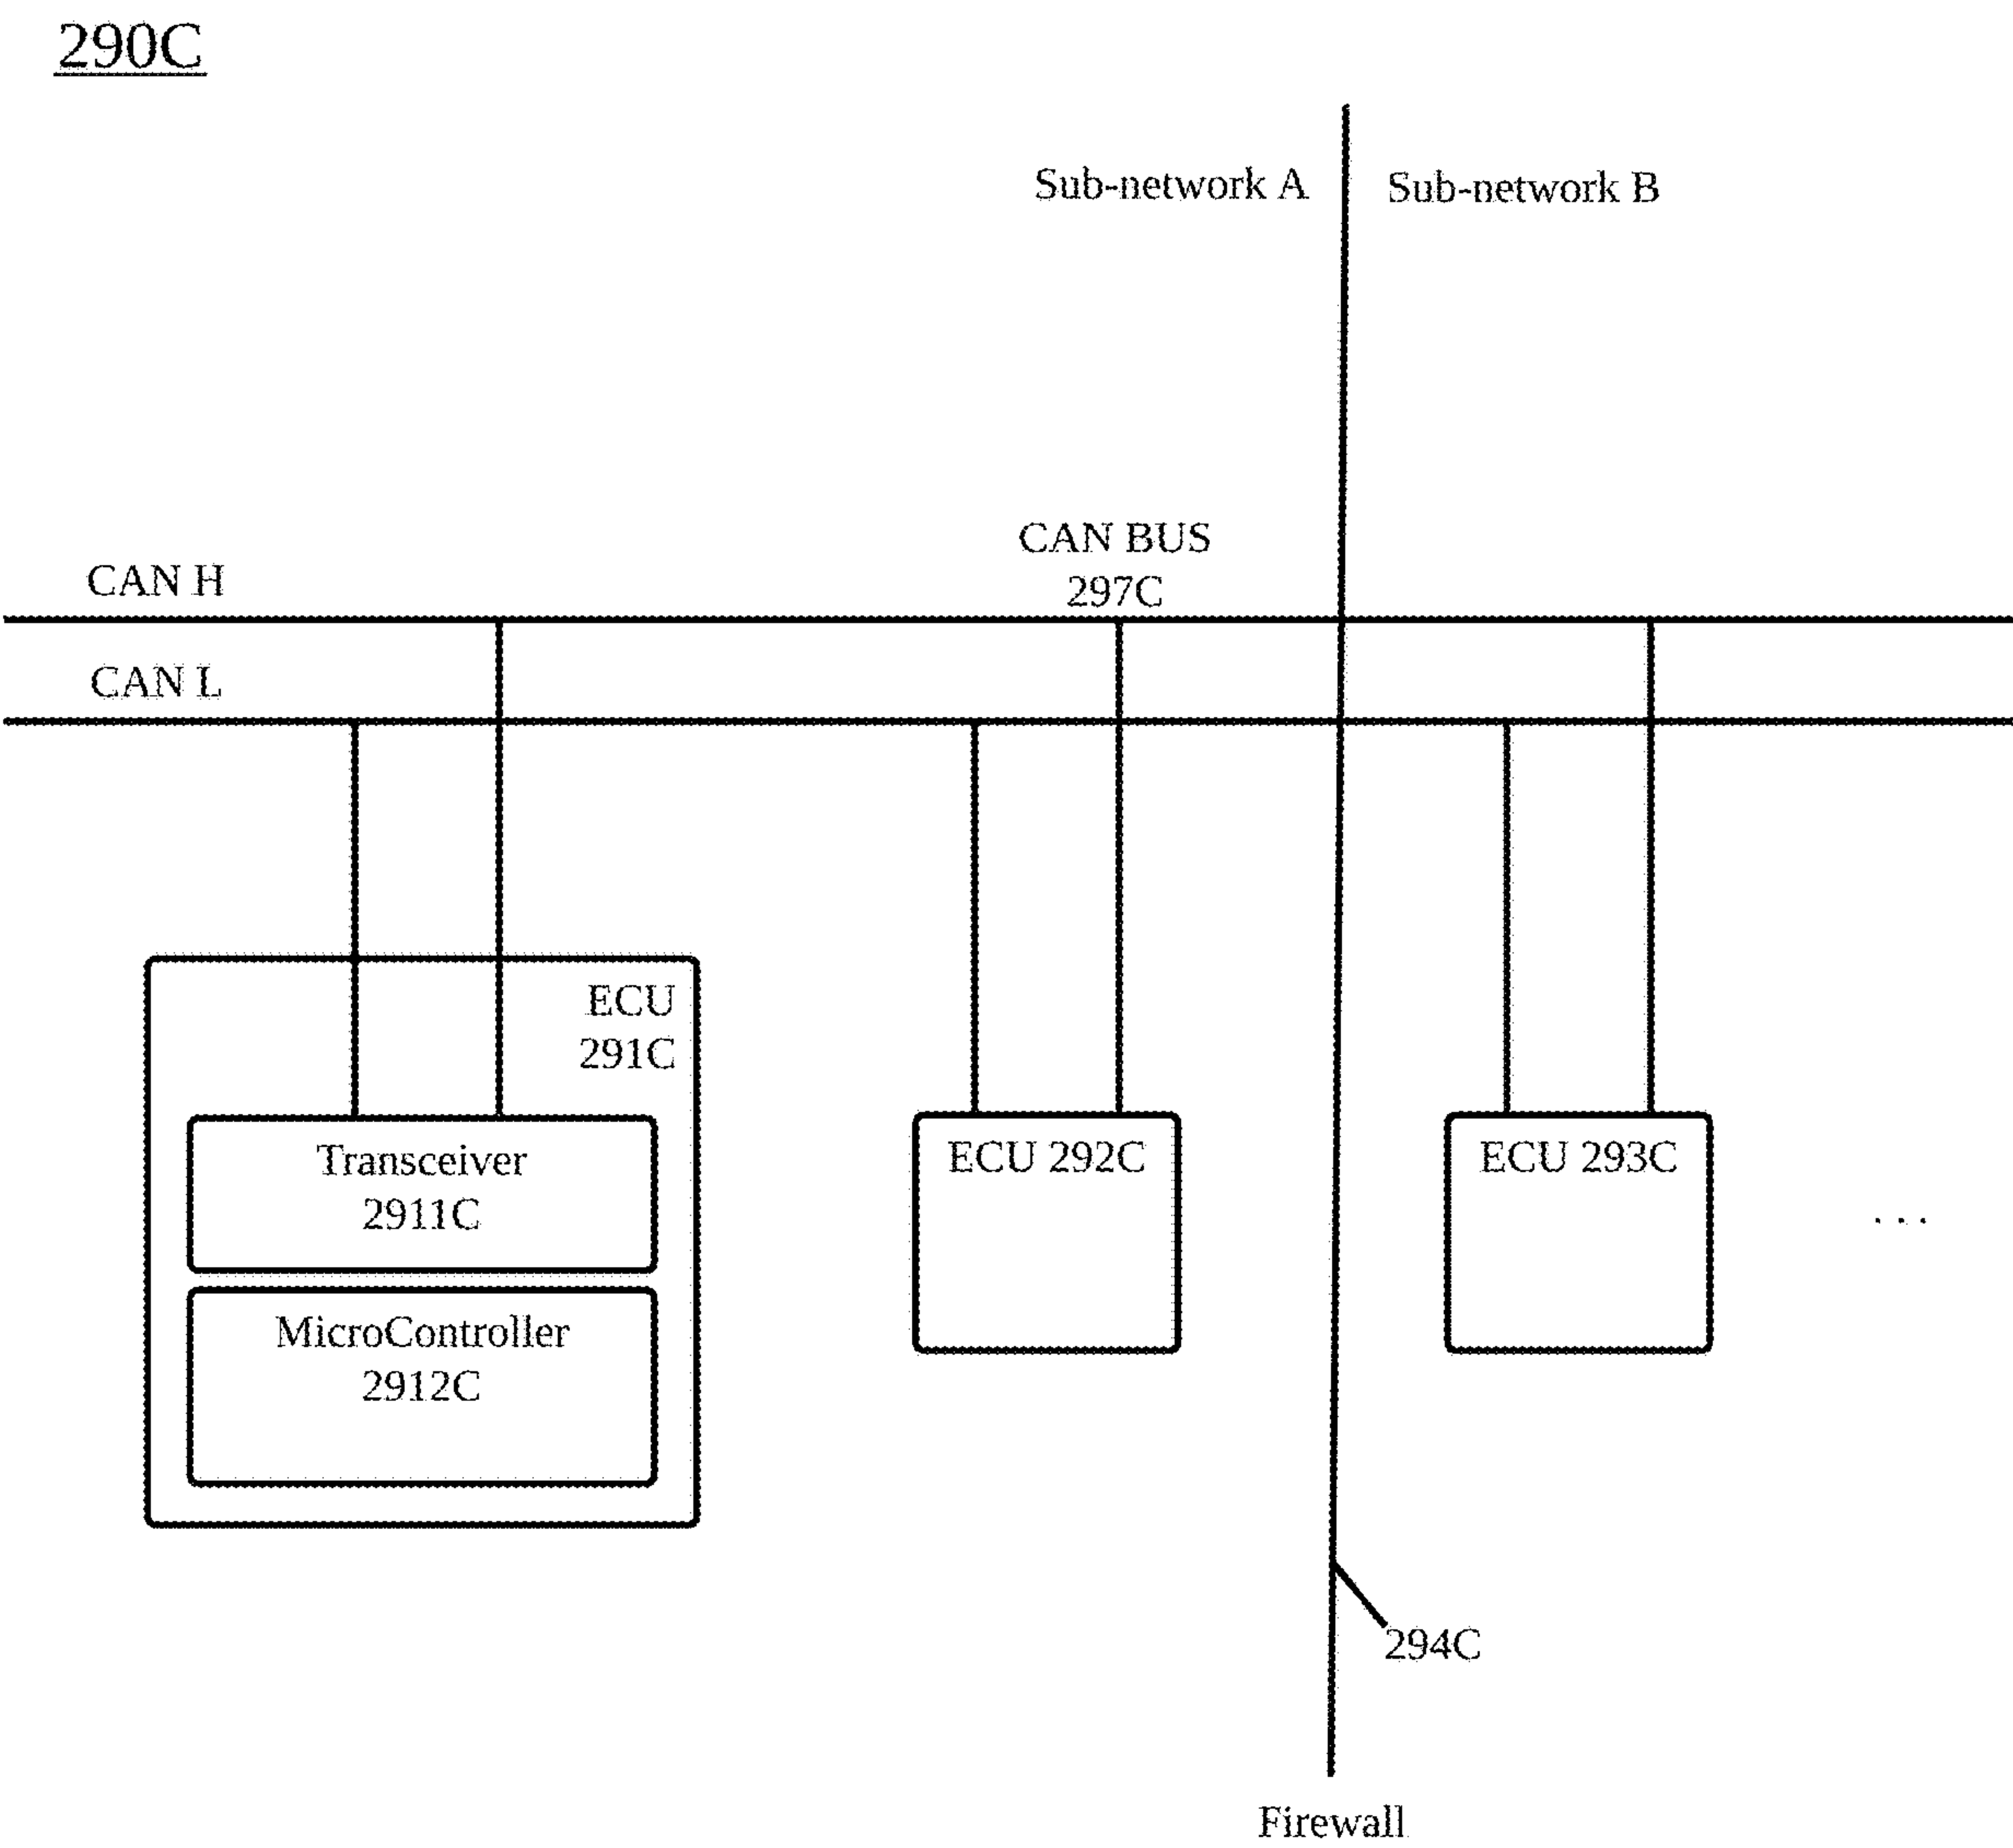 290C
Sub-network A
Sub-network B
CAN BUS
297C
CAN H
CAN L
ECU
291C
Transceiver
2911C
MicroController
2912C
ECU 292C
ECU 293C
. . .
294C
Firewall